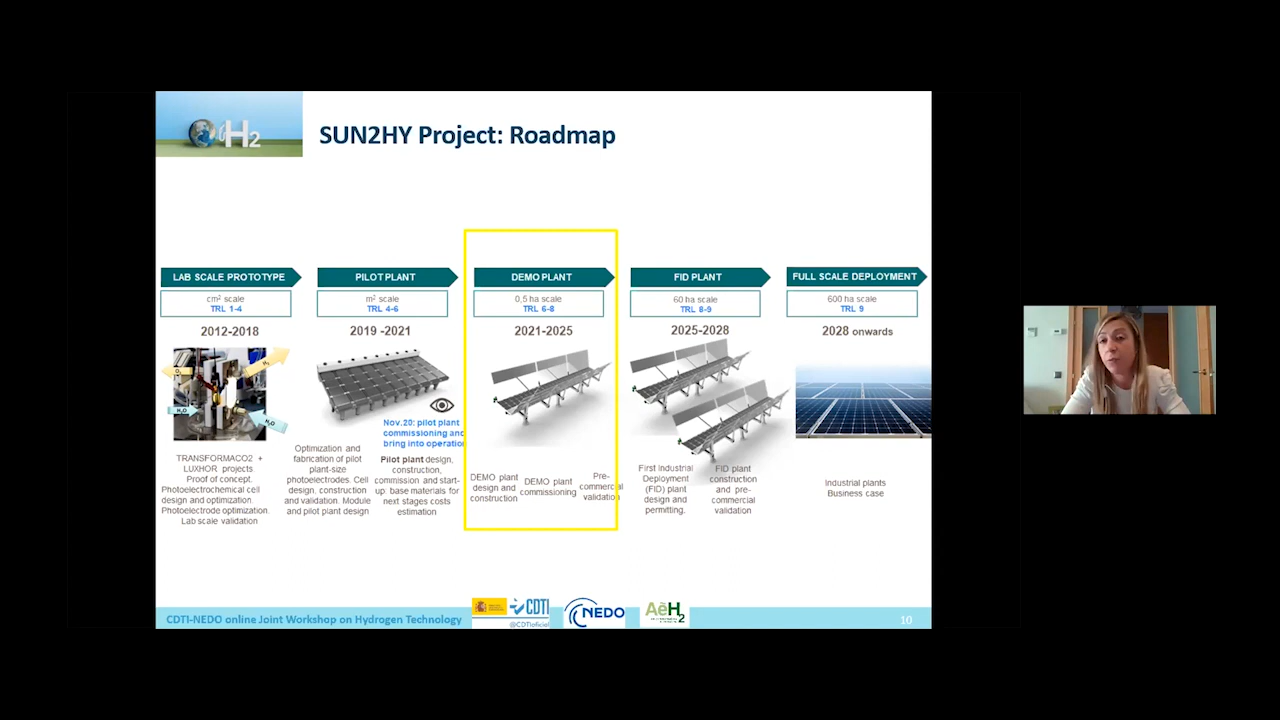 H2
SUN2HY Project: Roadmap
LAB SCALE PROTOTYPE
cm² scale
TRL 1-4
2012-2018
O₂
H₂
H₂O
H₂O
TRANSFORMACO2 +
LUXHOR projects
Proof of concept.
Photoelectrochemical cell
design and optimization.
Photoelectrode optimization.
Lab scale validation
PILOT PLANT
m² scale
TRL 4-6
2019 -2021
Nov.20: pilot plant
commissioning and
bring into operation
Optimization and
fabrication of pilot
plant-size
photoelectrodes. Cell
design, construction
and validation. Module
and pilot plant design
Pilot plant design,
construction,
commission and start-
up: base materials for
next stages costs
estimation
DEMO PLANT
0,5 ha scale
TRL 6-8
2021-2025
DEMO plant
design and
construction
DEMO plant
commissioning
Pre-
commercial
validation
FID PLANT
60 ha scale
TRL 8-9
2025-2028
First Industrial
Deployment
(FID) plant
design and
permitting.
FID plant
construction
and pre-
commercial
validation
FULL SCALE DEPLOYMENT
600 ha scale
TRL 9
2028 onwards
Industrial plants
Business case
CDTI-NEDO online Joint Workshop on Hydrogen Technology
CDTI
@CDTIoficial
NEDO
AeH2
10